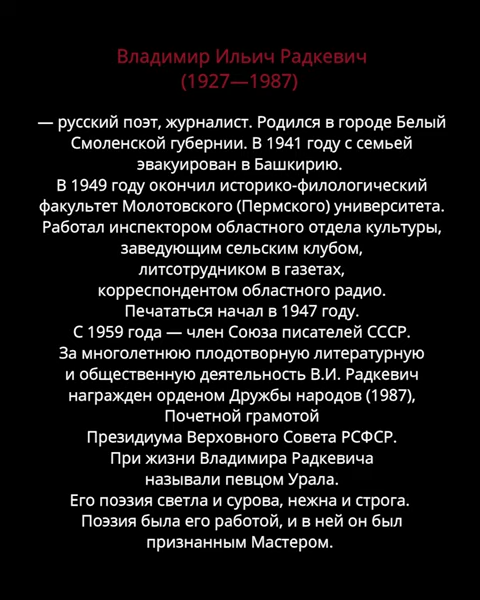 Владимир Ильич Радкевич
(1927—1987)
— русский поэт, журналист. Родился в городе Белый
Смоленской губернии. В 1941 году с семьей
эвакуирован в Башкирию.
В 1949 году окончил историко-филологический
факультет Молотовского (Пермского) университета.
Работал инспектором областного отдела культуры,
заведующим сельским клубом,
литсотрудником в газетах,
корреспондентом областного радио.
Печататься начал в 1947 году.
С 1959 года — член Союза писателей СССР.
За многолетнюю плодотворную литературную
и общественную деятельность В.И. Радкевич
награжден орденом Дружбы народов (1987),
Почетной грамотой
Президиума Верховного Совета РСФСР.
При жизни Владимира Радкевича
называли певцом Урала.
Его поэзия светла и сурова, нежна и строга.
Поэзия была его работой, и в ней он был
признанным Мастером.